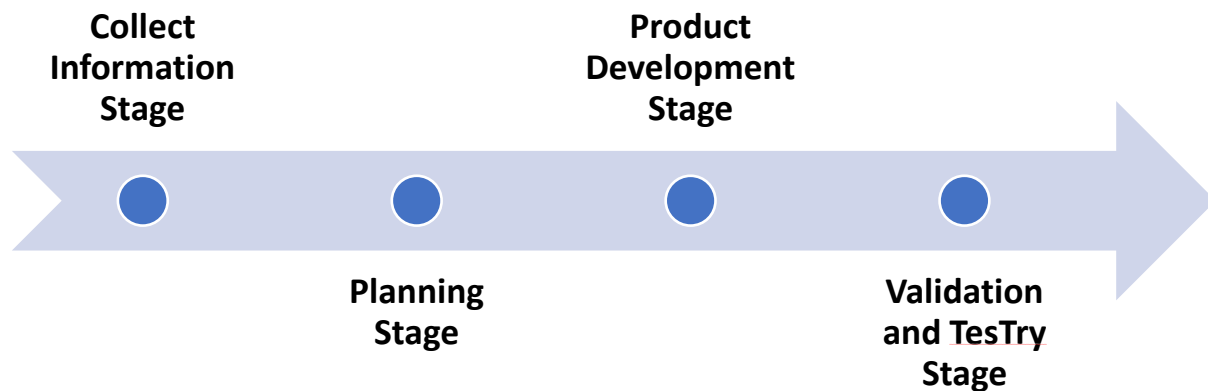 Collect
Information
Stage
Planning
Stage
Product
Development
Stage
Validation
and TesTry
Stage